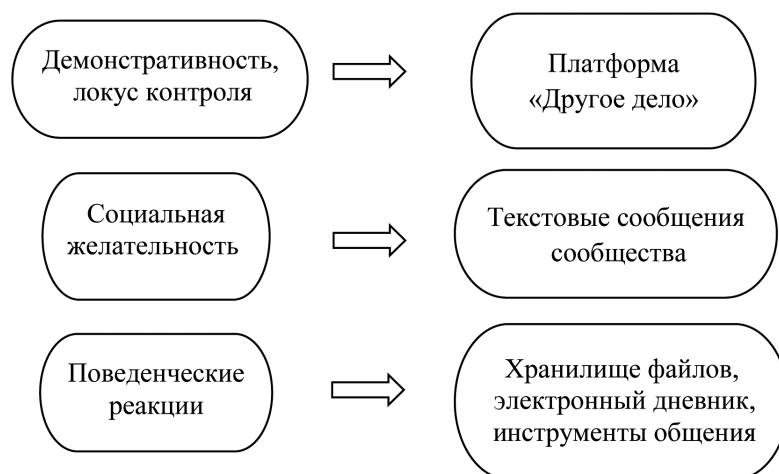 Демонстративность,
локус контроля
Платформа
«Другое дело»
Социальная
желательность
Текстовые сообщения
сообщества
Поведенческие
реакции
Хранилище файлов,
электронный дневник,
инструменты общения